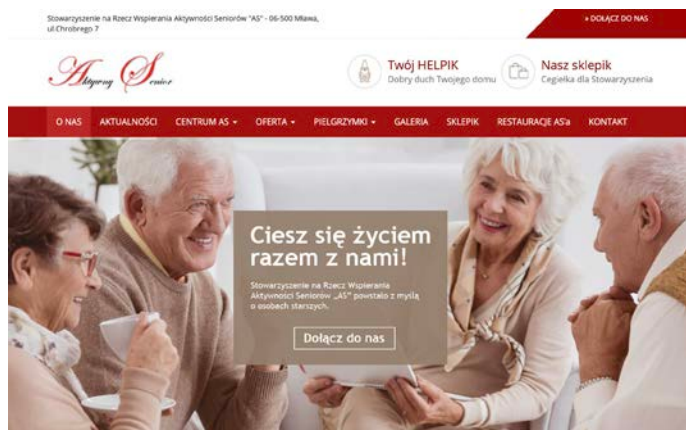 Stowarzyszenie na Rzecz Wspierania Aktywności Seniorów "AS" - 06-500 Mława,
ul.Chrobrego 7
» DOŁĄCZ DO NAS
Aktywny Senior
Twój HELPIK
Dobry duch Twojego domu
Nasz sklepik
Cegiełka dla Stowarzyszenia
O NAS AKTUALNOŚCI CENTRUM AS OFERTA PIELGRZYMKI GALERIA SKLEPIK RESTAURACJE AS'a KONTAKT
Ciesz się życiem
razem z nami!
Stowarzyszenie na Rzecz Wspierania
Aktywności Seniorów „AS" powstało z myślą
o osobach starszych.
Dołącz do nas